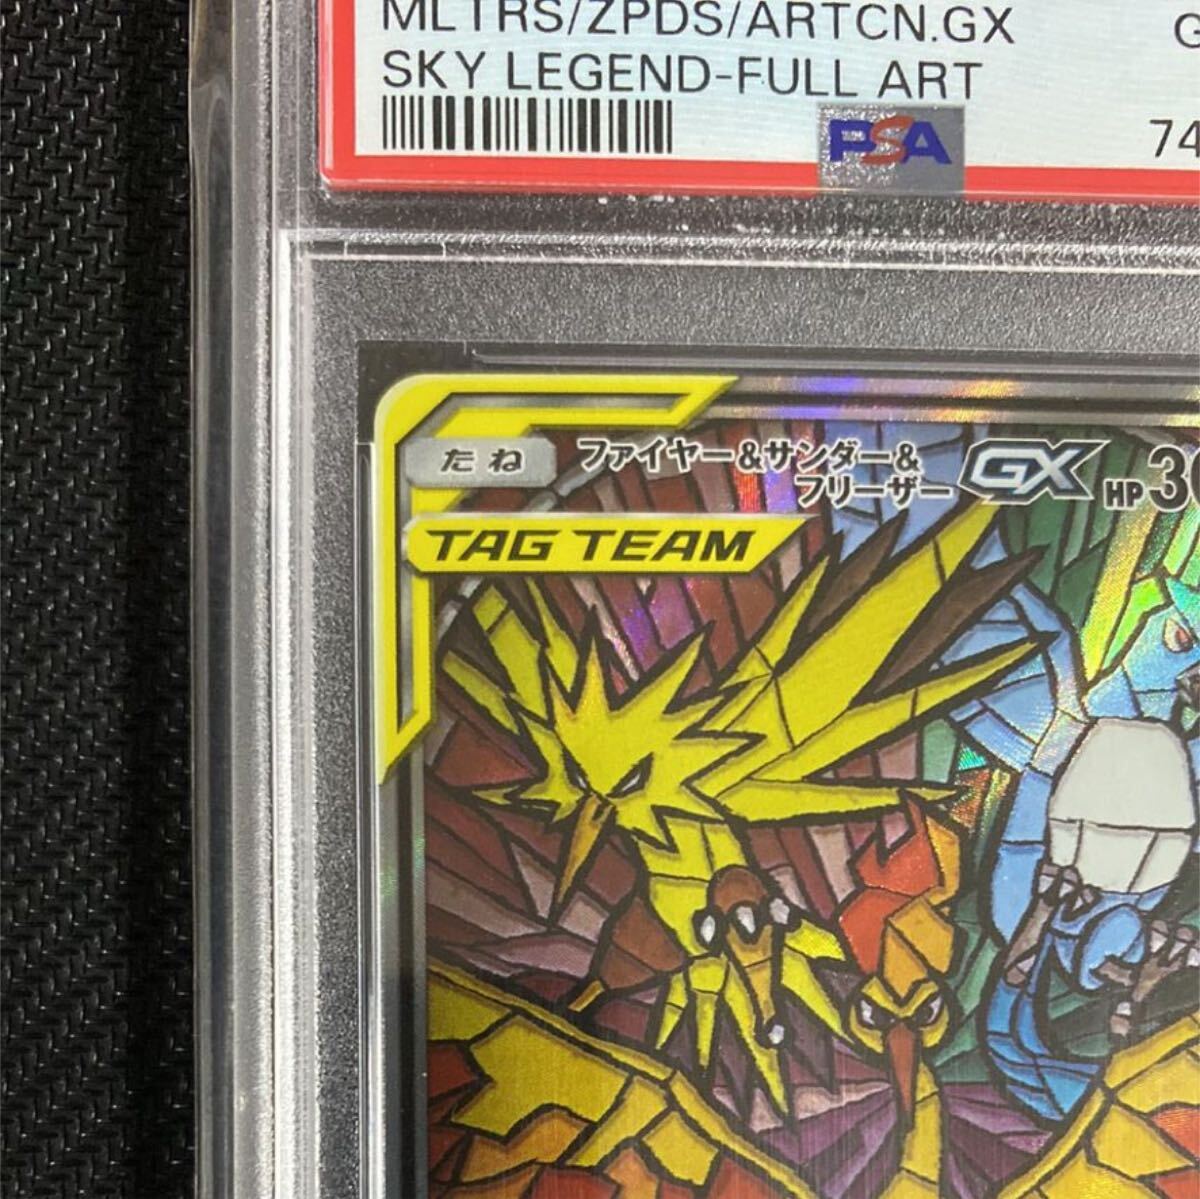 MLTRS/ZPDS/ARTCN.GX
SKY LEGEND-FULL ART
PSA
74
たね
ファイヤー&サンダー&
フリーザー
GX
HP
TAG TEAM